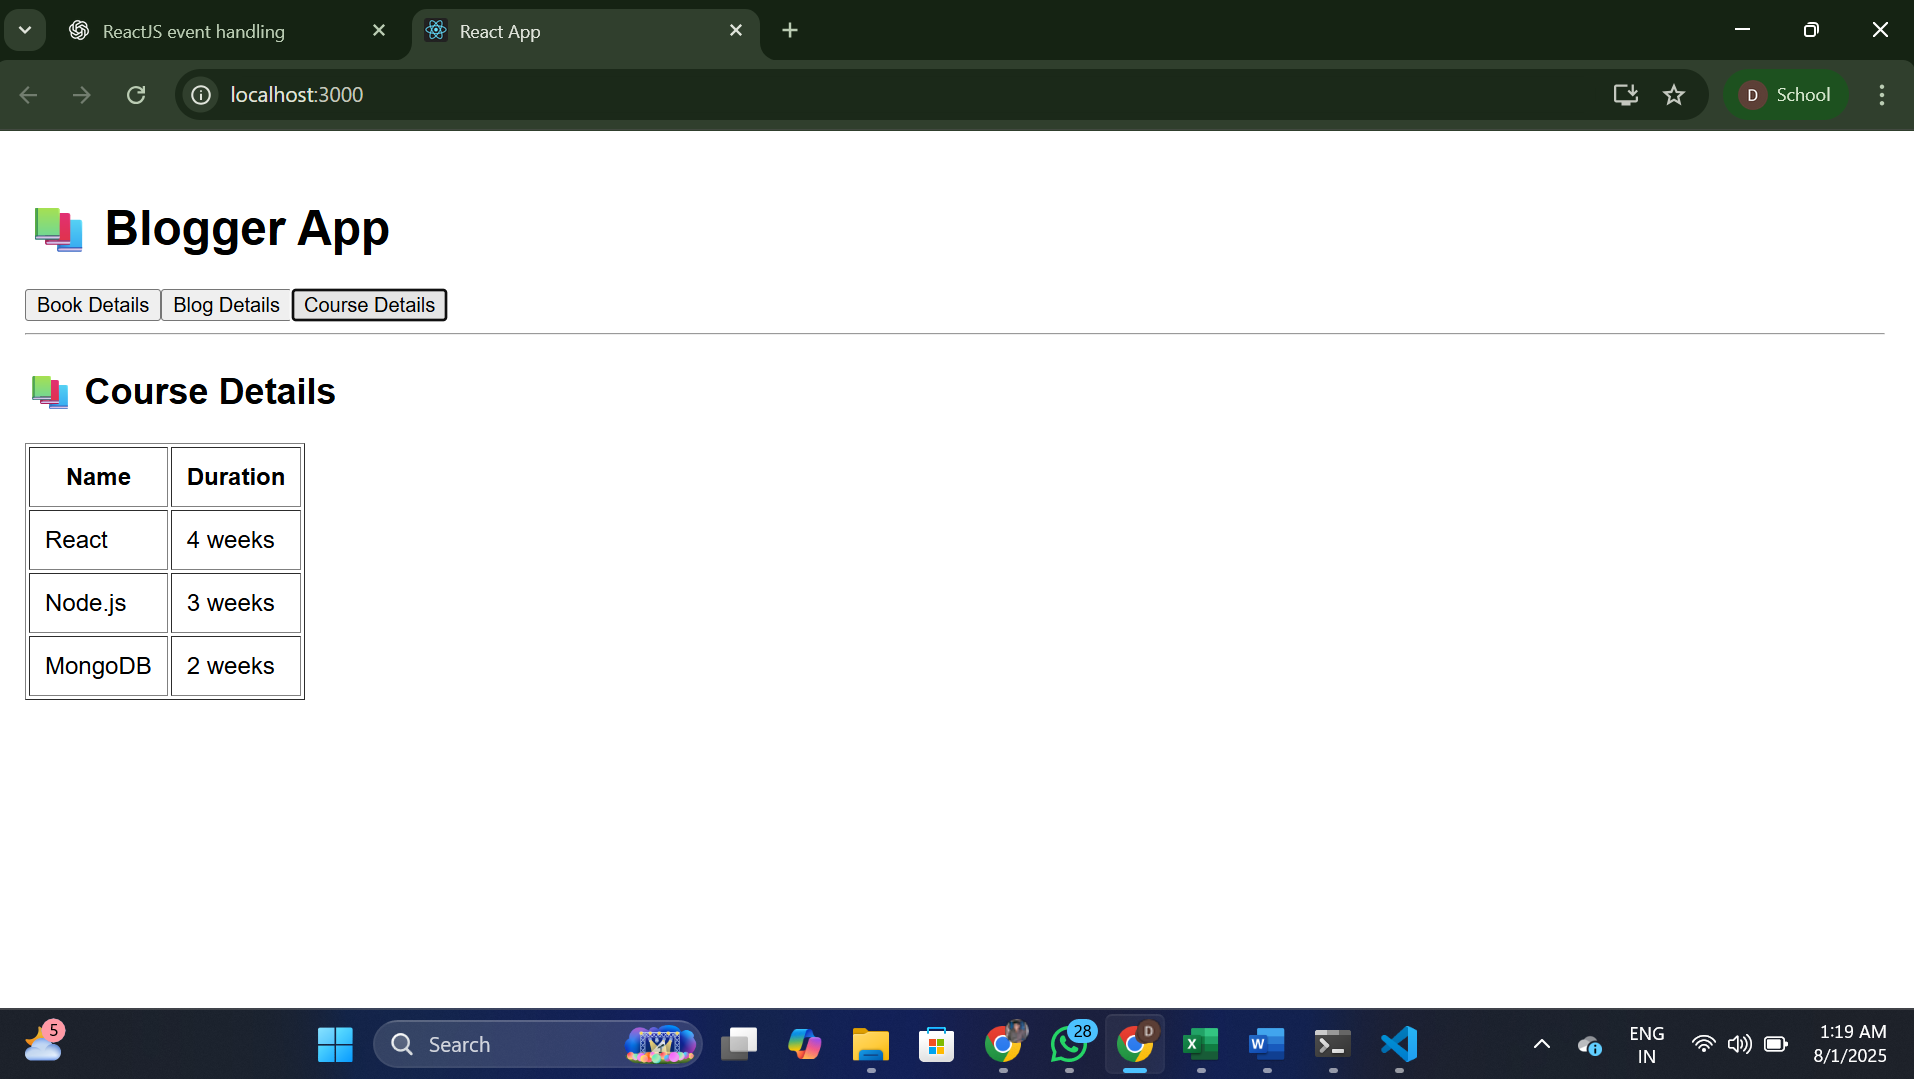 ReactJS event handling
React App
localhost:3000
D School
Blogger App
Book Details Blog Details Course Details
Course Details
Name Duration
React 4 weeks
Node.js 3 weeks
MongoDB 2 weeks
5
Search
28
D
ENG
IN
1:19 AM
8/1/2025